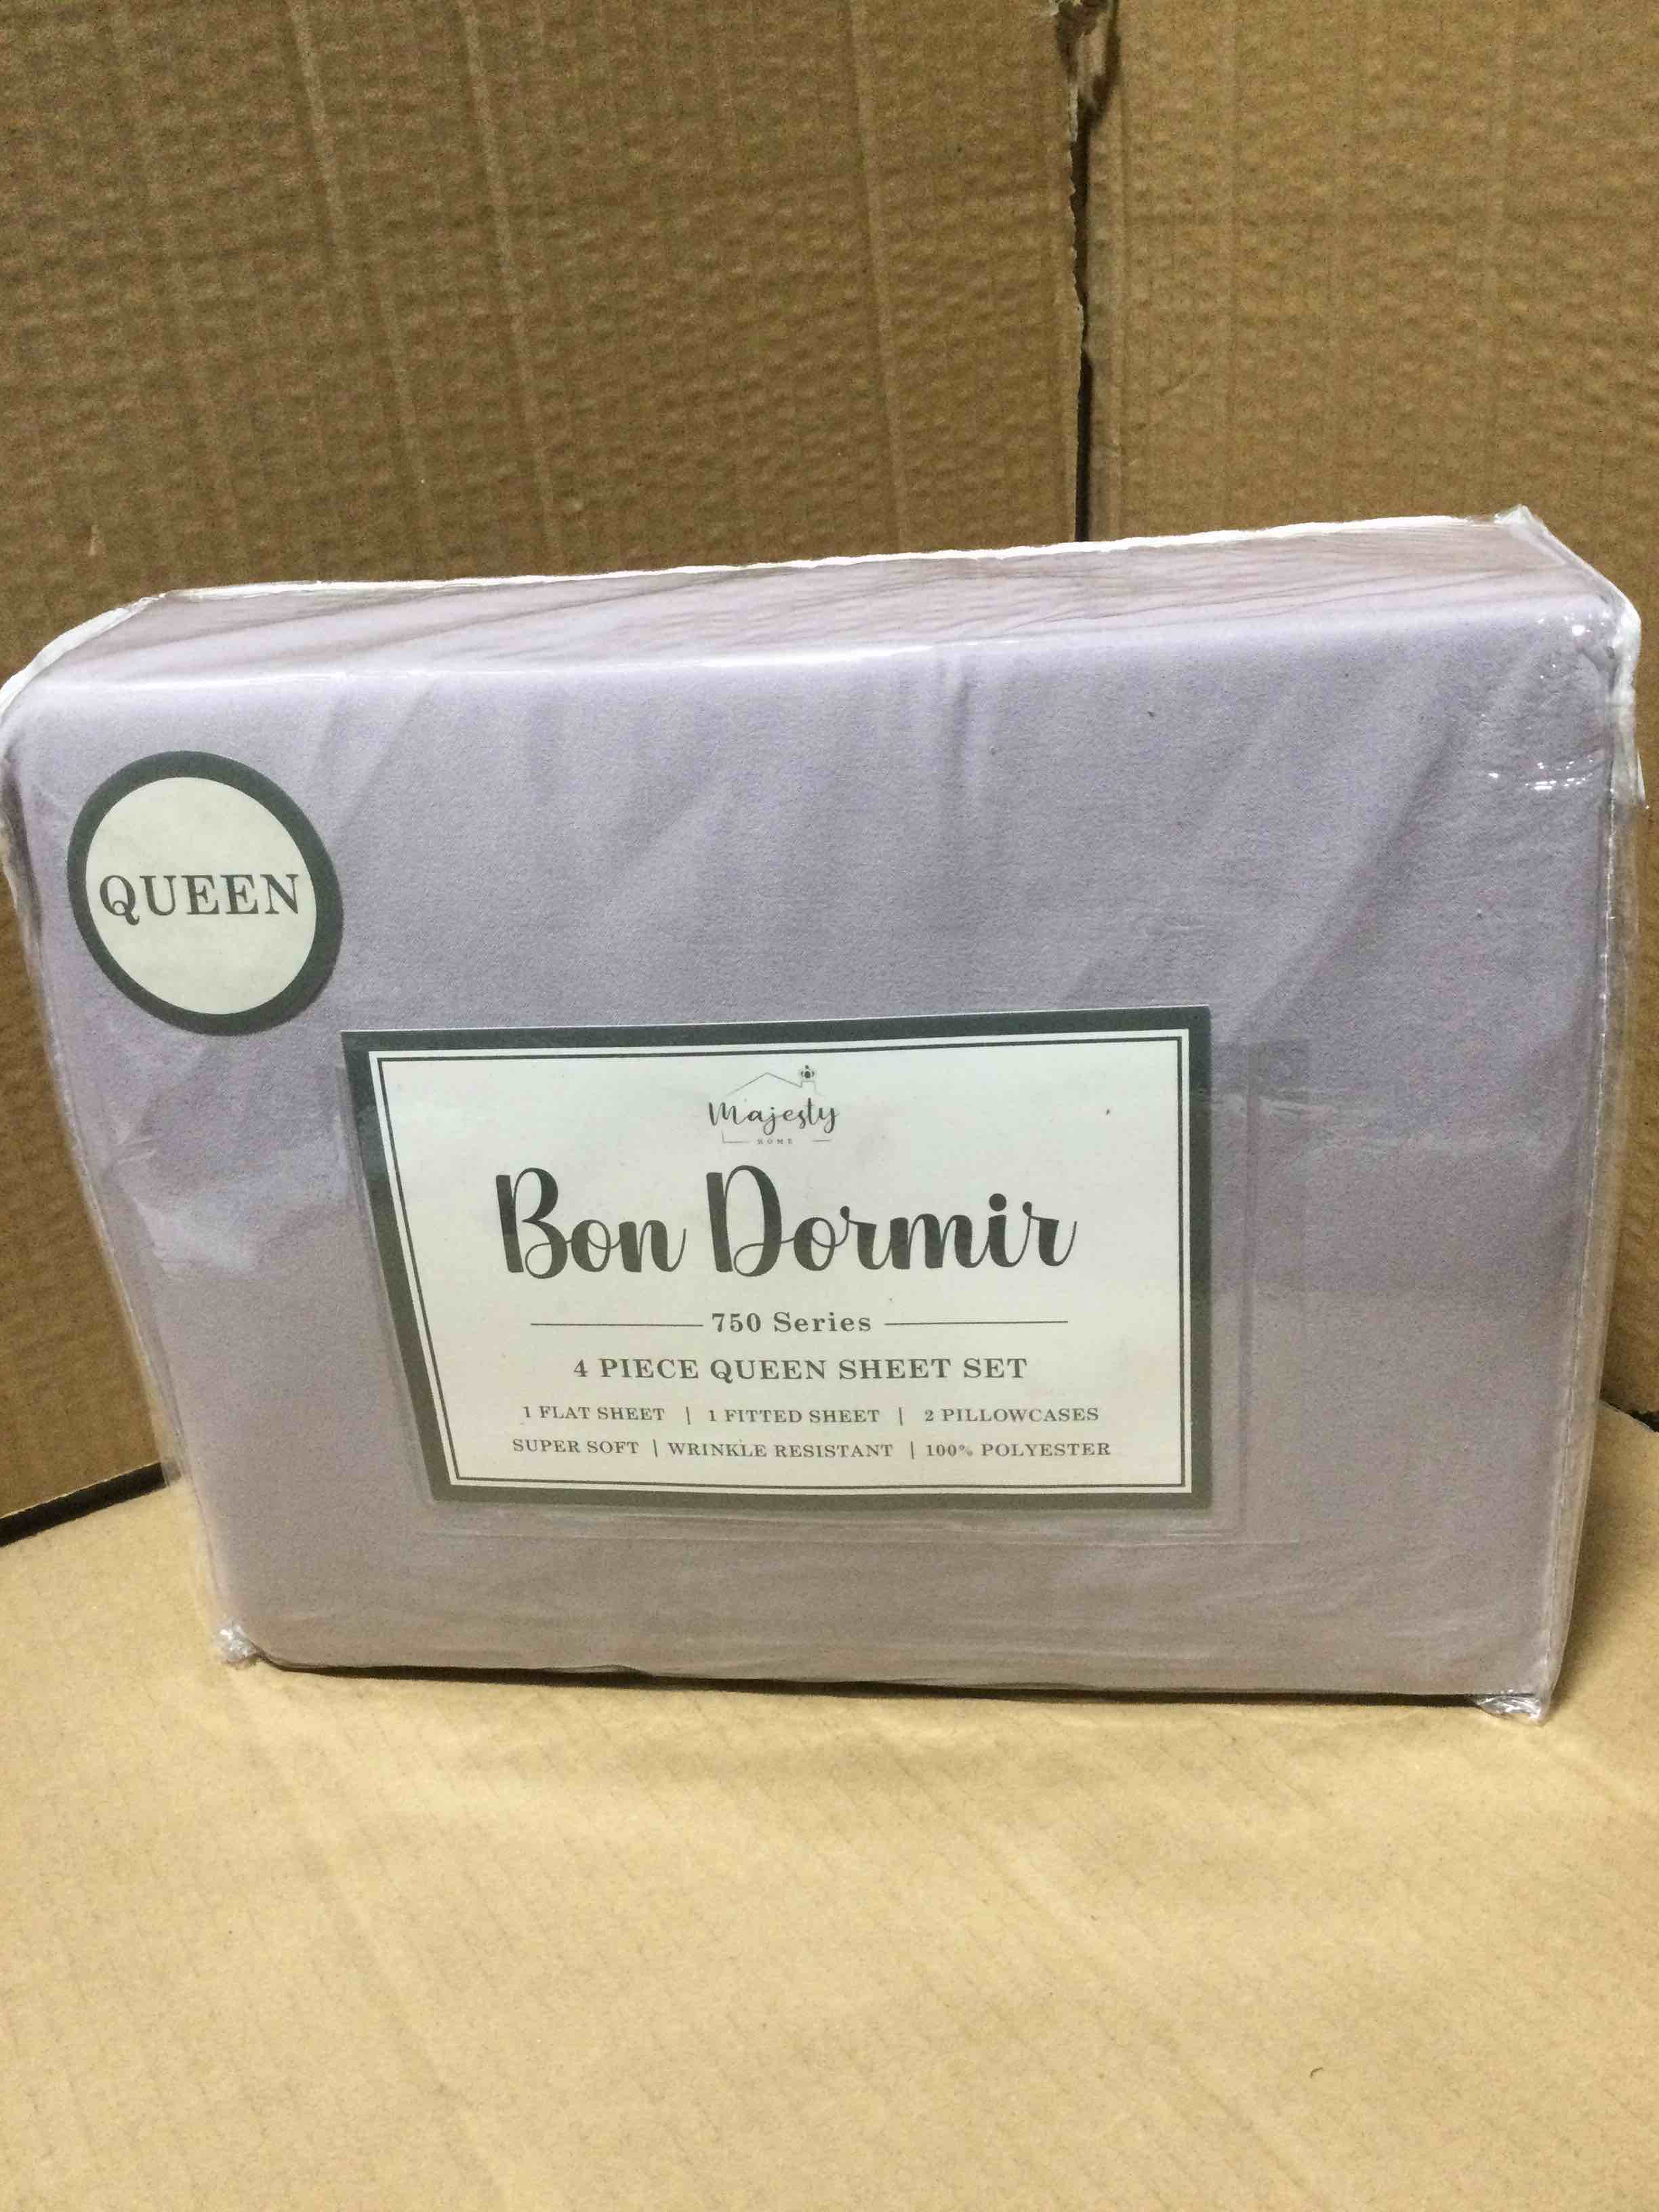 QUEEN
Majesty
HOME
Bon Dormir
750 Series
4 PIECE QUEEN SHEET SET
1 FLAT SHEET | 1 FITTED SHEET | 2 PILLOWCASES
SUPER SOFT | WRINKLE RESISTANT | 100% POLYESTER